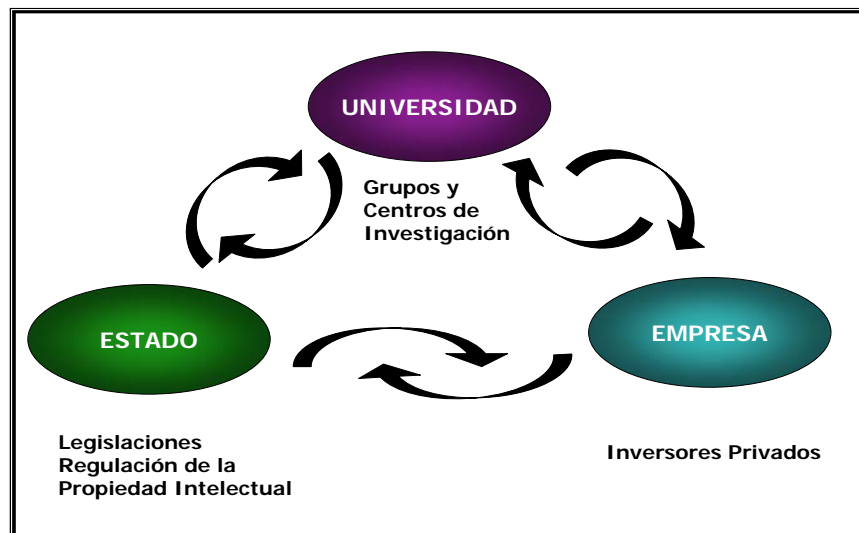 UNIVERSIDAD
Grupos y
Centros de
Investigación
ESTADO
EMPRESA
Legislaciones
Regulación de la
Propiedad Intelectual
Inversores Privados